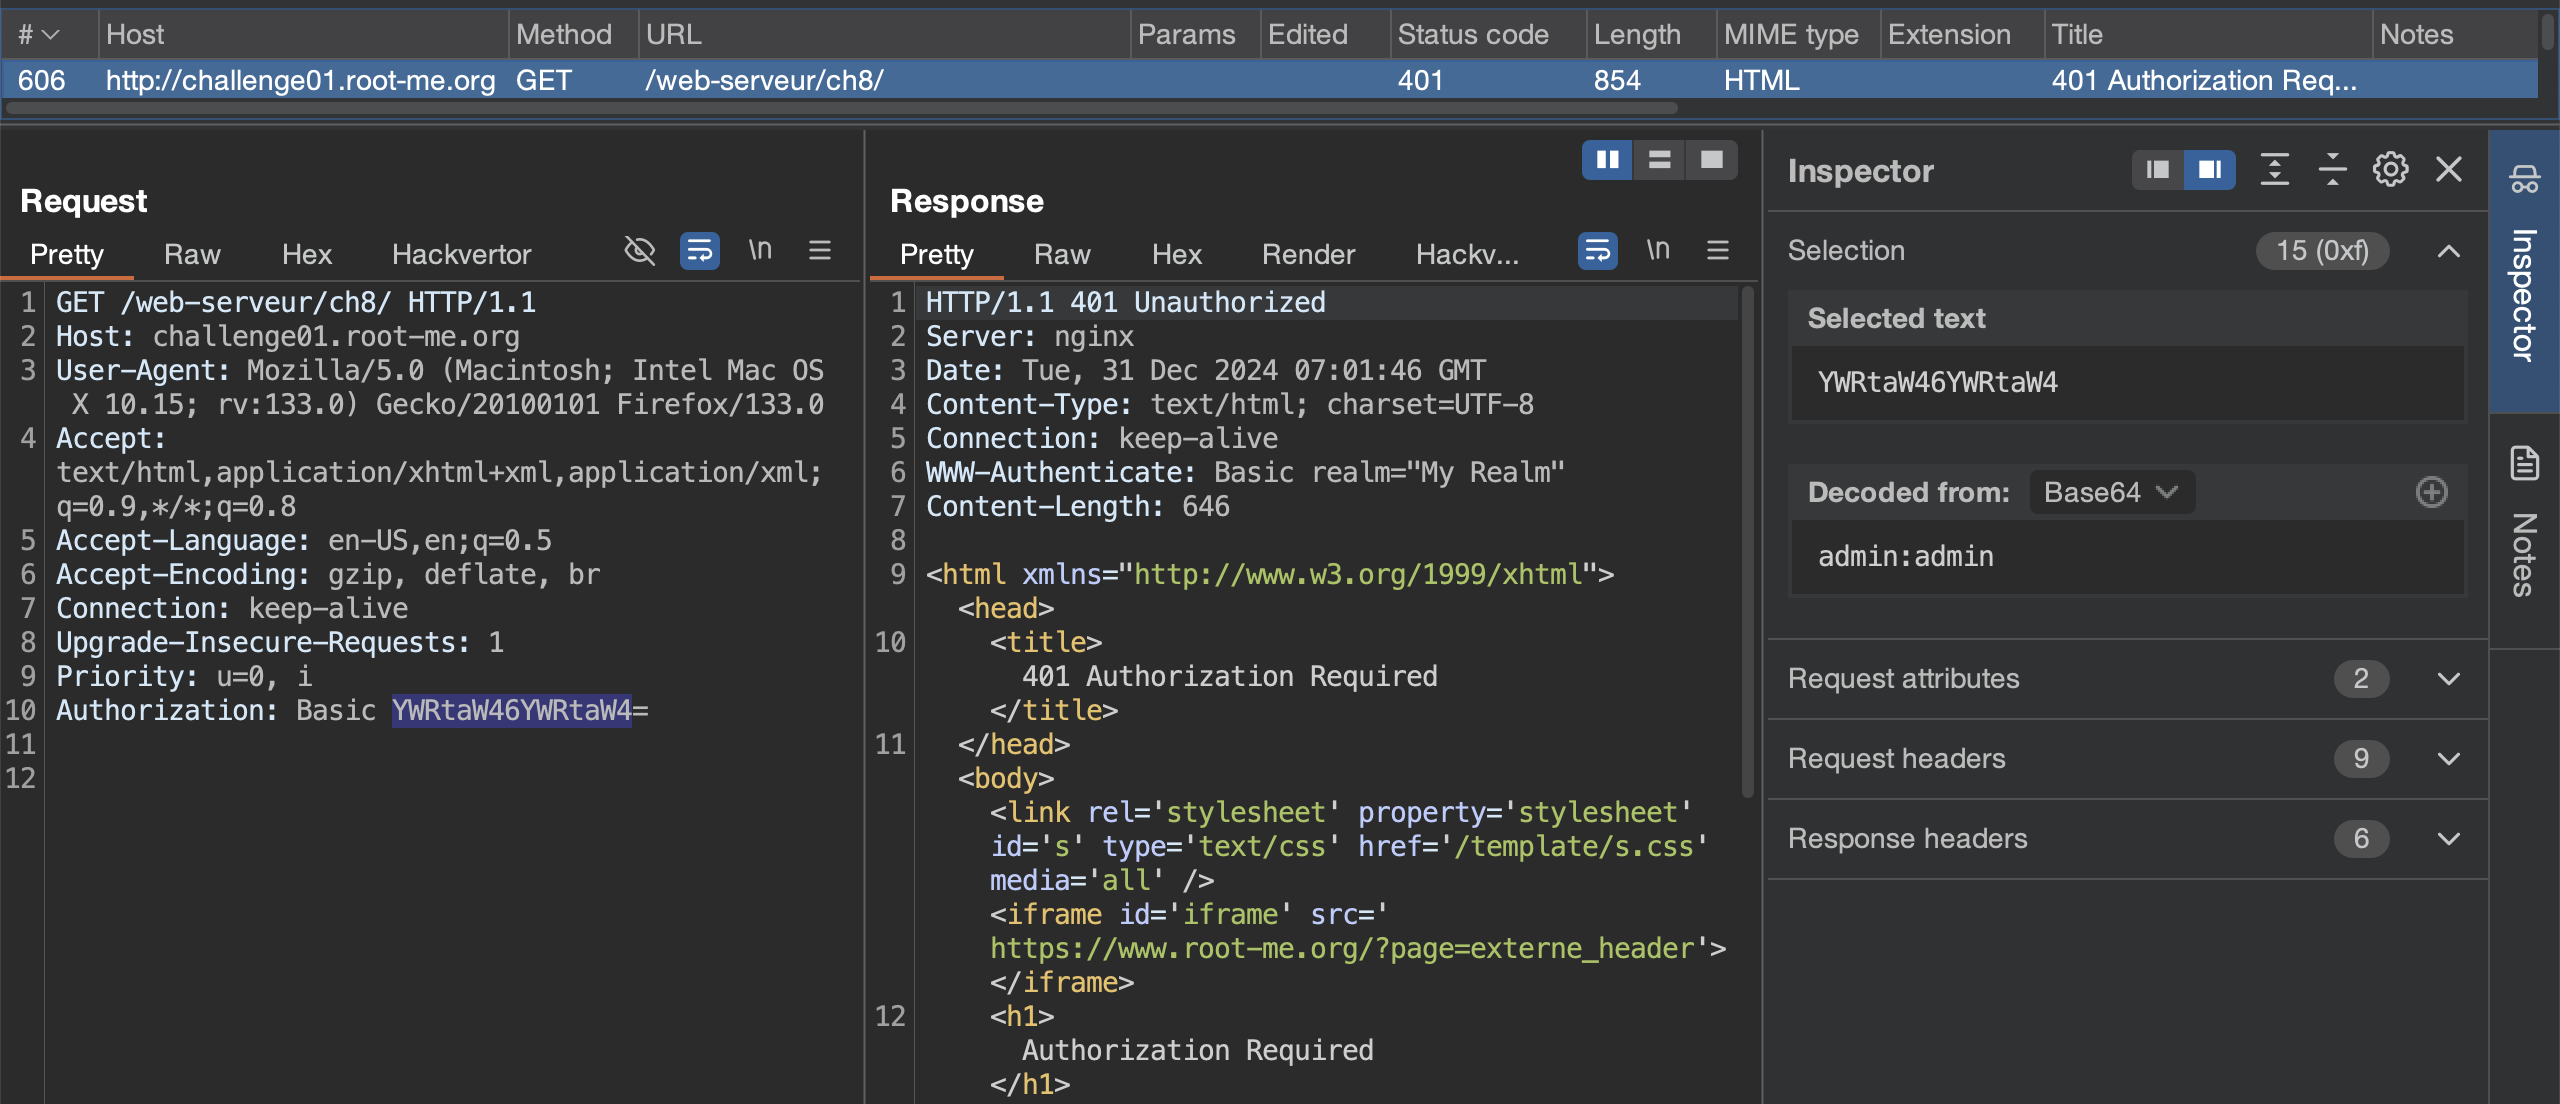 # Host Method URL Params Edited Status code Length MIME type Extension Title Notes
606 http://challenge01.root-me.org GET /web-serveur/ch8/ 401 854 HTML 401 Authorization Req...
Request
Pretty Raw Hex Hackvertor \n
1 GET /web-serveur/ch8/ HTTP/1.1
2 Host: challenge01.root-me.org
3 User-Agent: Mozilla/5.0 (Macintosh; Intel Mac OS
X 10.15; rv:133.0) Gecko/20100101 Firefox/133.0
4 Accept:
text/html,application/xhtml+xml,application/xml;
q=0.9,*/*;q=0.8
5 Accept-Language: en-US,en;q=0.5
6 Accept-Encoding: gzip, deflate, br
7 Connection: keep-alive
8 Upgrade-Insecure-Requests: 1
9 Priority: u=0, i
10 Authorization: Basic YWRtaW46YWRtaW4=
11
12
Response
Pretty Raw Hex Render Hackv... \n
1 HTTP/1.1 401 Unauthorized
2 Server: nginx
3 Date: Tue, 31 Dec 2024 07:01:46 GMT
4 Content-Type: text/html; charset=UTF-8
5 Connection: keep-alive
6 WWW-Authenticate: Basic realm="My Realm"
7 Content-Length: 646
8
9 <html xmlns="http://www.w3.org/1999/xhtml">
<head>
10 <title>
401 Authorization Required
</title>
11 </head>
<body>
<link rel='stylesheet' property='stylesheet'
id='s' type='text/css' href='/template/s.css'
media='all' />
<iframe id='iframe' src='
https://www.root-me.org/?page=externe_header'>
</iframe>
12 <h1>
Authorization Required
</h1>
Inspector
Selection 15 (0xf)
Selected text
YWRtaW46YWRtaW4
Decoded from: Base64
admin:admin
Request attributes 2
Request headers 9
Response headers 6
Inspector
Notes